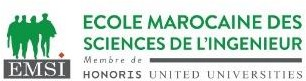 EMSI
ECOLE MAROCAINE DES
SCIENCES DE L'INGENIEUR
Membre de
HONORIS UNITED UNIVERSITIES